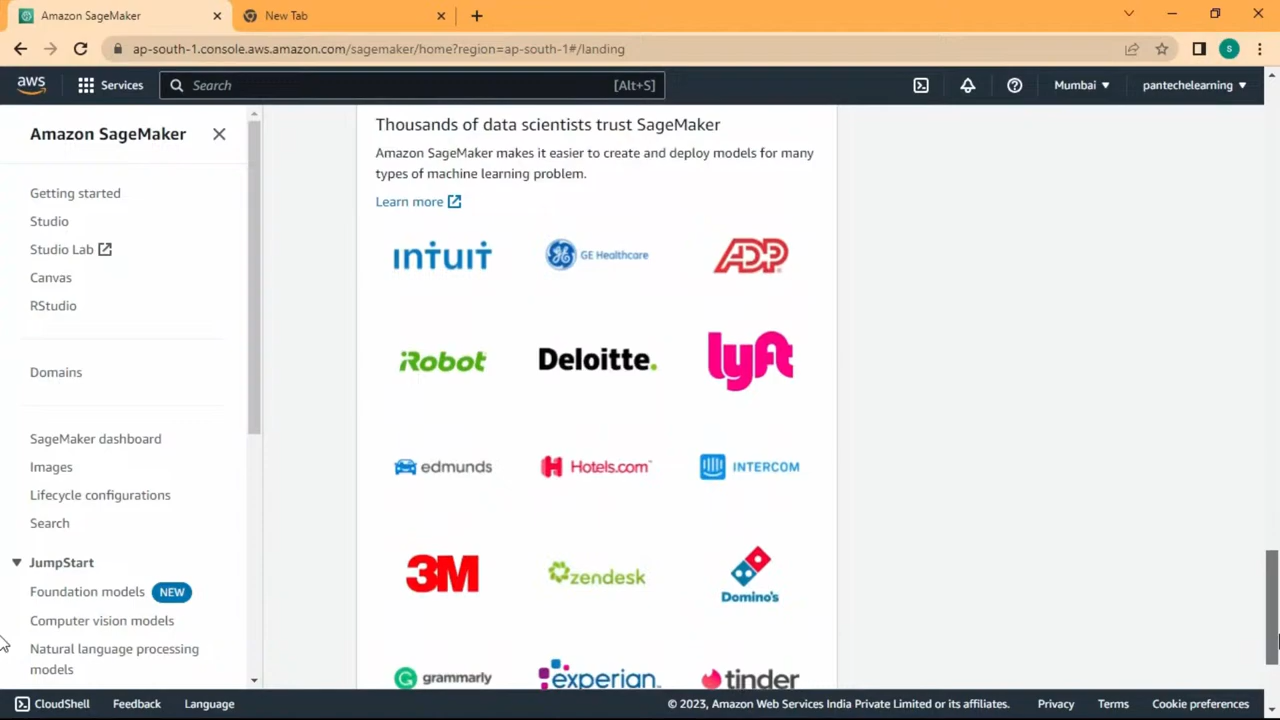 Amazon SageMaker
New Tab
ap-south-1.console.aws.amazon.com/sagemaker/home?region=ap-south-1#/landing
S
aws
Services
Search
[Alt+S]
Mumbai
pantechelearning
Amazon SageMaker
Getting started
Studio
Studio Lab
Canvas
RStudio
Domains
SageMaker dashboard
Images
Lifecycle configurations
Search
JumpStart
Foundation models NEW
Computer vision models
Natural language processing
models
Thousands of data scientists trust SageMaker
Amazon SageMaker makes it easier to create and deploy models for many
types of machine learning problem.
Learn more
intuit
GE Healthcare
ADP
iRobot
Deloitte.
lyft
edmunds
Hotels.com™
INTERCOM
3M
zendesk
Domino's
grammarly
experian™
tinder
CloudShell
Feedback
Language
© 2023, Amazon Web Services India Private Limited or its affiliates.
Privacy
Terms
Cookie preferences